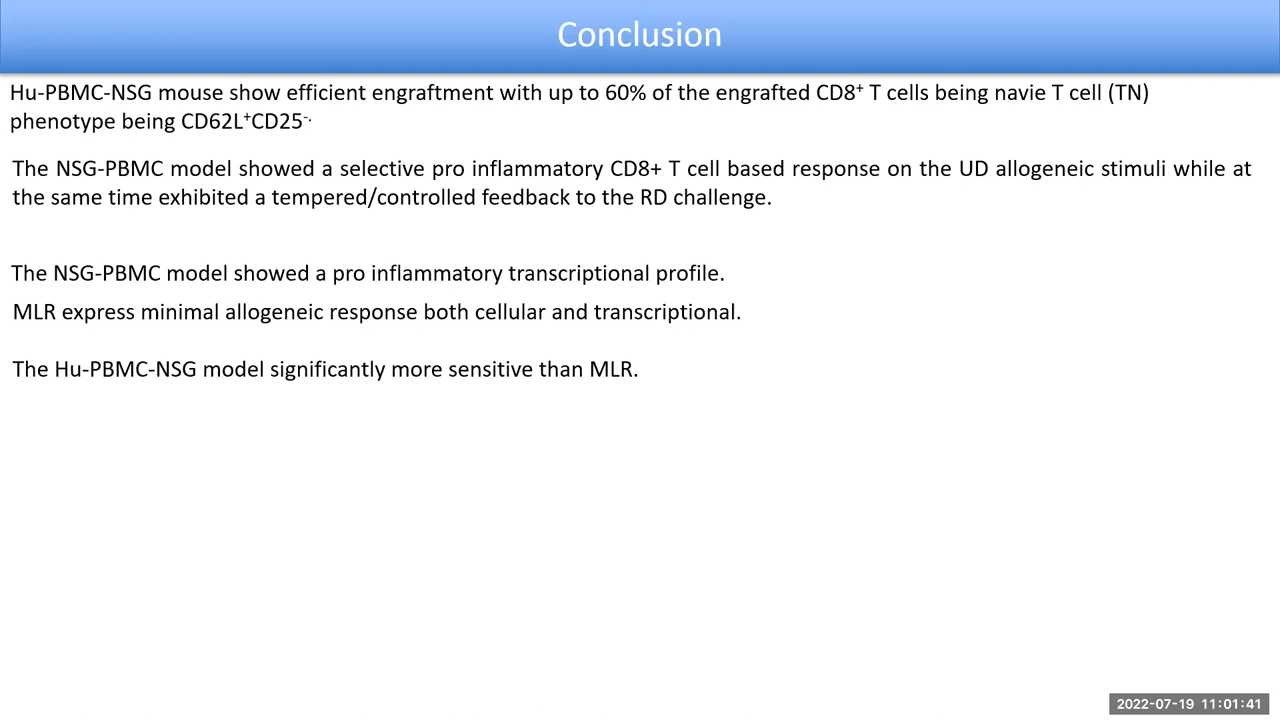 Conclusion
Hu-PBMC-NSG mouse show efficient engraftment with up to 60% of the engrafted CD8⁺ T cells being navie T cell (TN)
phenotype being CD62L⁺CD25⁻·
The NSG-PBMC model showed a selective pro inflammatory CD8+ T cell based response on the UD allogeneic stimuli while at
the same time exhibited a tempered/controlled feedback to the RD challenge.
The NSG-PBMC model showed a pro inflammatory transcriptional profile.
MLR express minimal allogeneic response both cellular and transcriptional.
The Hu-PBMC-NSG model significantly more sensitive than MLR.
2022-07-19 11:01:41